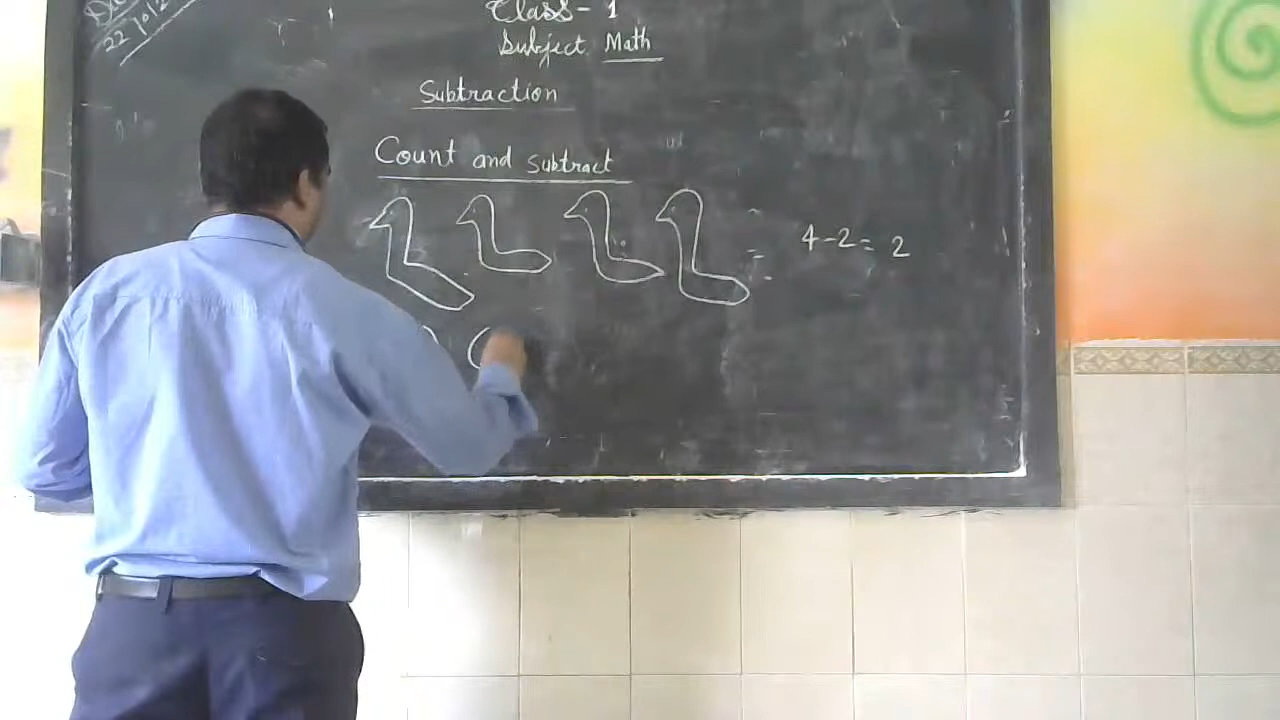 Class - 1
Subject Math
Subtraction
Count and subtract
= 4-2= 2